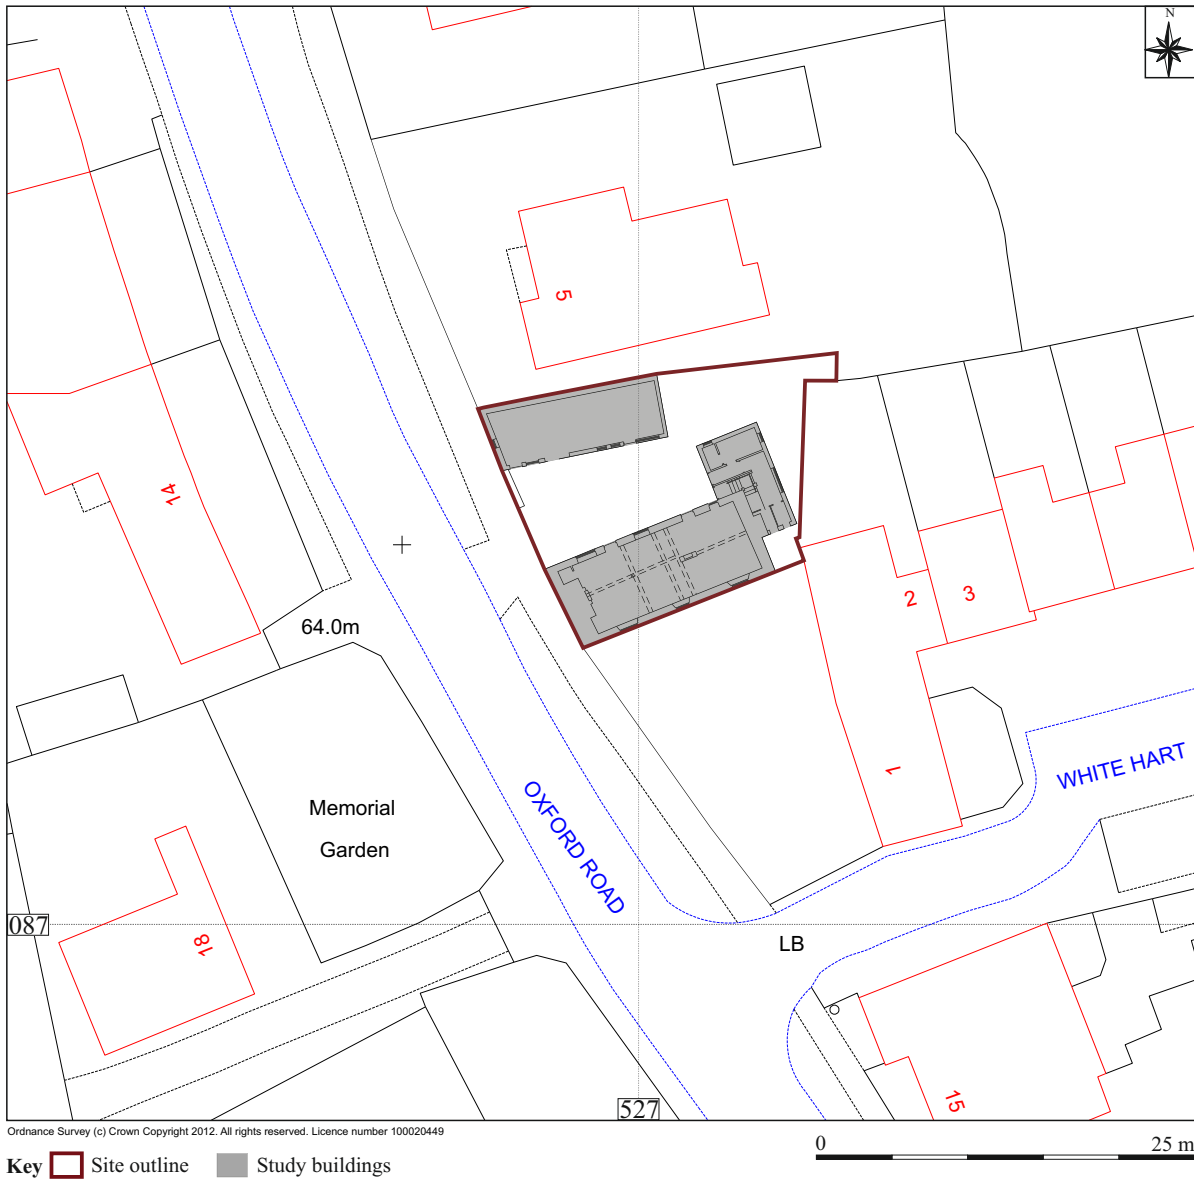 N
5
14
2
3
64.0m
1
WHITE HART
OXFORD ROAD
Memorial
Garden
087
18
LB
15
527
Ordnance Survey (c) Crown Copyright 2012. All rights reserved. Licence number 100020449
Key Site outline Study buildings
0 25 m